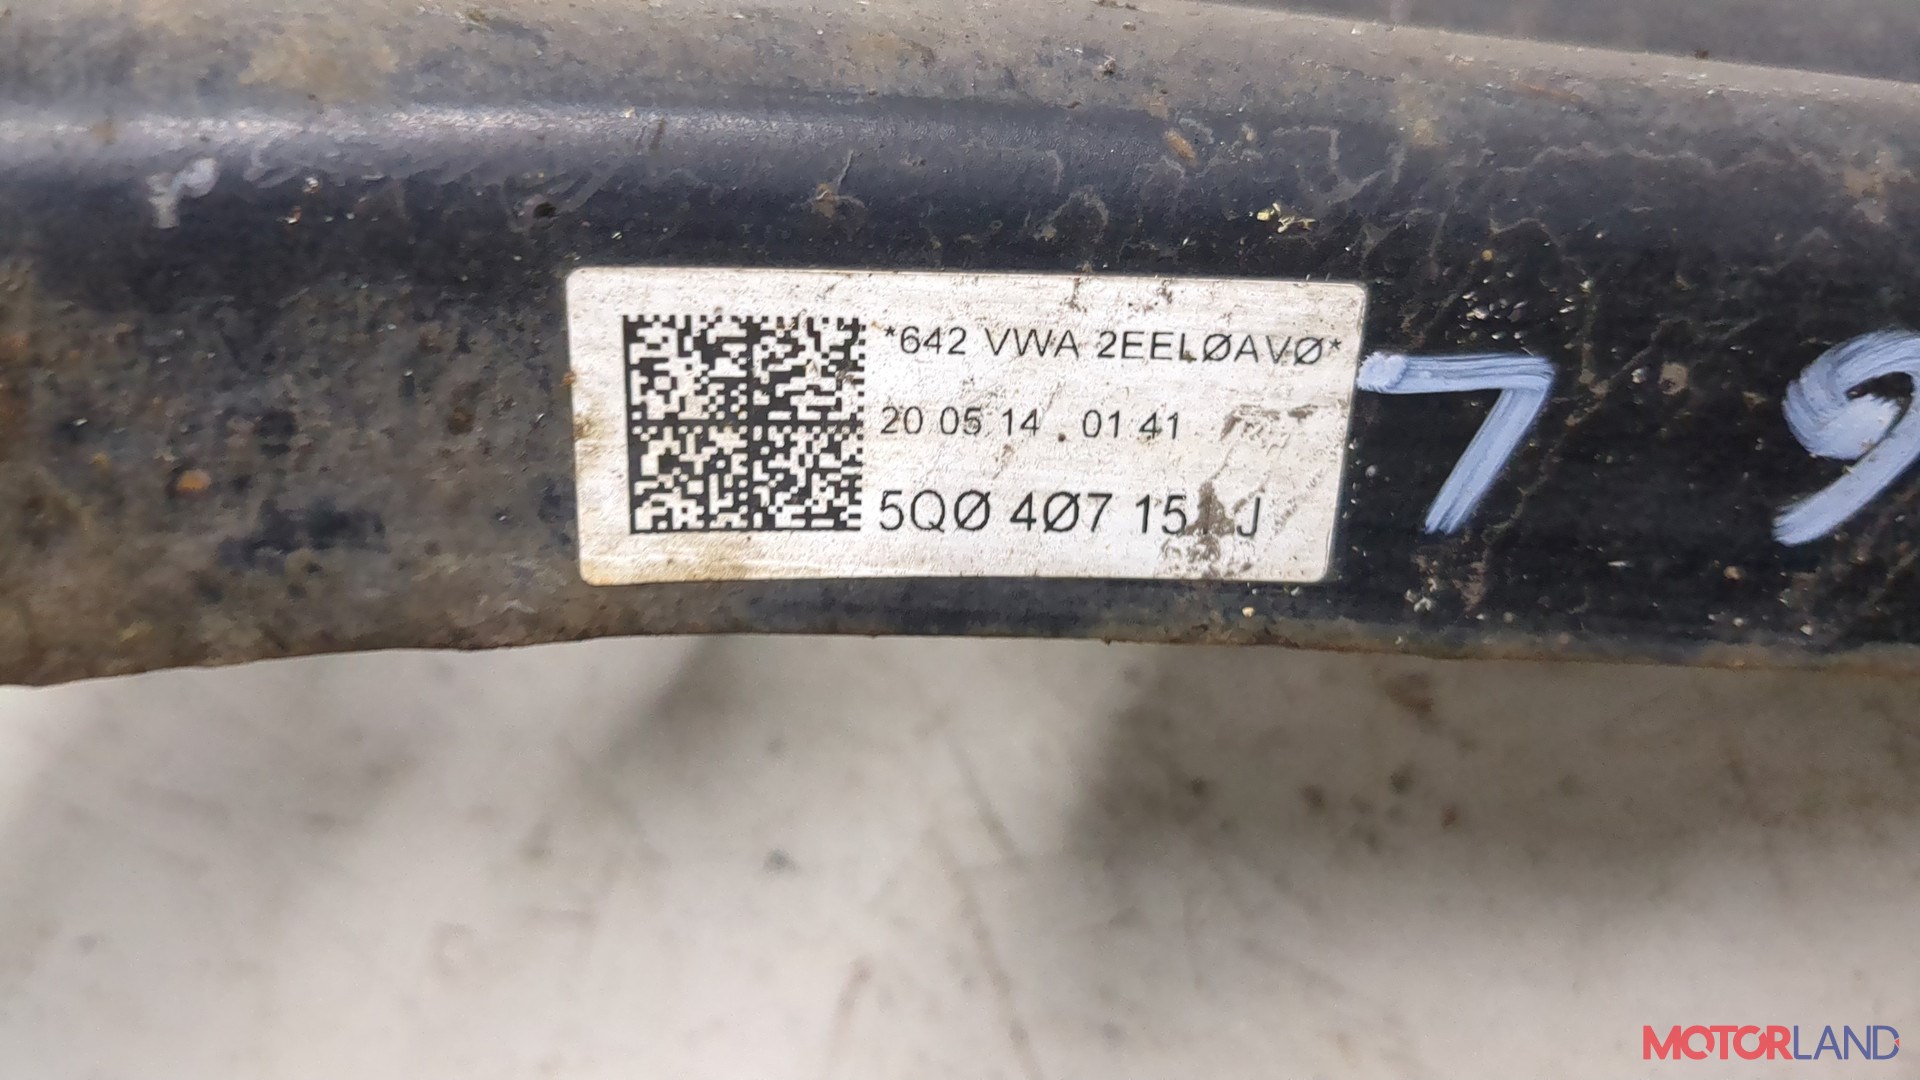 *642 VWA 2EELØAVØ*
20 05 14 01 41
5QØ 4Ø7 15 J
7 9
MOTORLAND